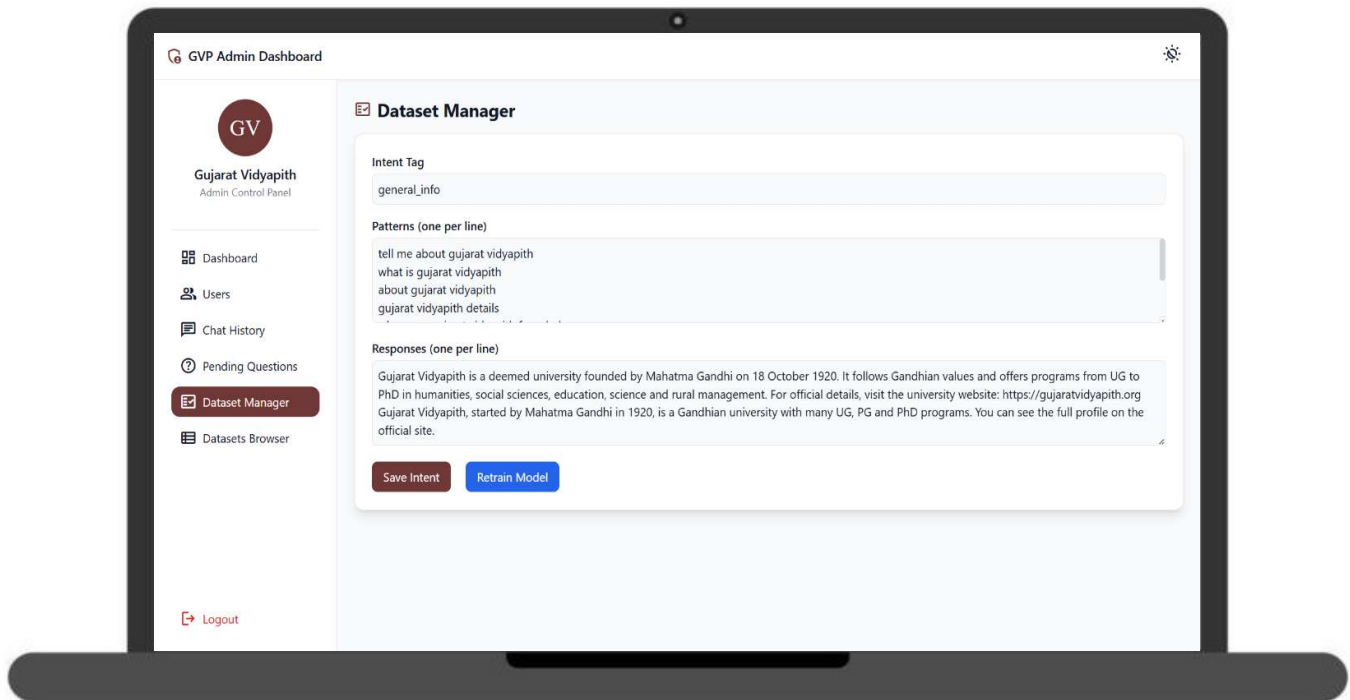 GVP Admin Dashboard
GV
Gujarat Vidyapith
Admin Control Panel
Dashboard
Users
Chat History
Pending Questions
Dataset Manager
Datasets Browser
Logout
Dataset Manager
Intent Tag
general_info
Patterns (one per line)
tell me about gujarat vidyapith
what is gujarat vidyapith
about gujarat vidyapith
gujarat vidyapith details
Responses (one per line)
Gujarat Vidyapith is a deemed university founded by Mahatma Gandhi on 18 October 1920. It follows Gandhian values and offers programs from UG to
PhD in humanities, social sciences, education, science and rural management. For official details, visit the university website: https://gujaratvidyapith.org
Gujarat Vidyapith, started by Mahatma Gandhi in 1920, is a Gandhian university with many UG, PG and PhD programs. You can see the full profile on the
official site.
Save Intent
Retrain Model